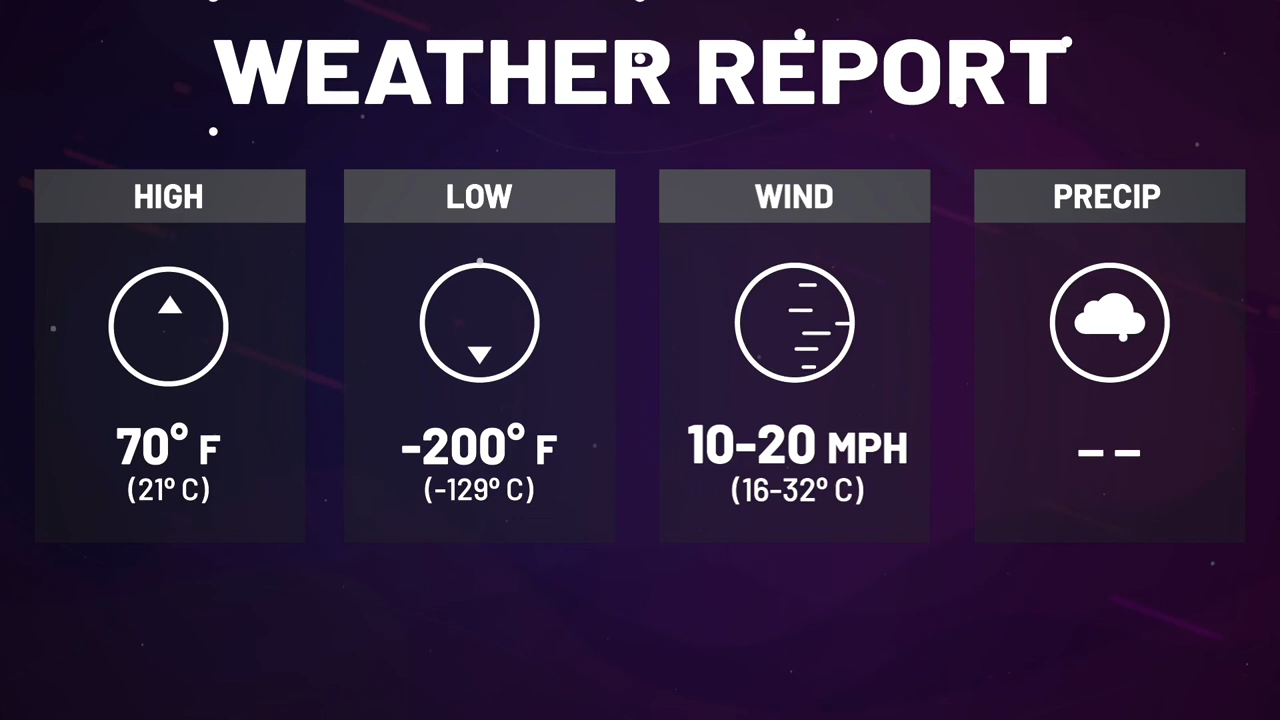 WEATHER REPORT
HIGH
70° F
(21° C)
LOW
-200° F
(-129° C)
WIND
10-20 MPH
(16-32° C)
PRECIP
--